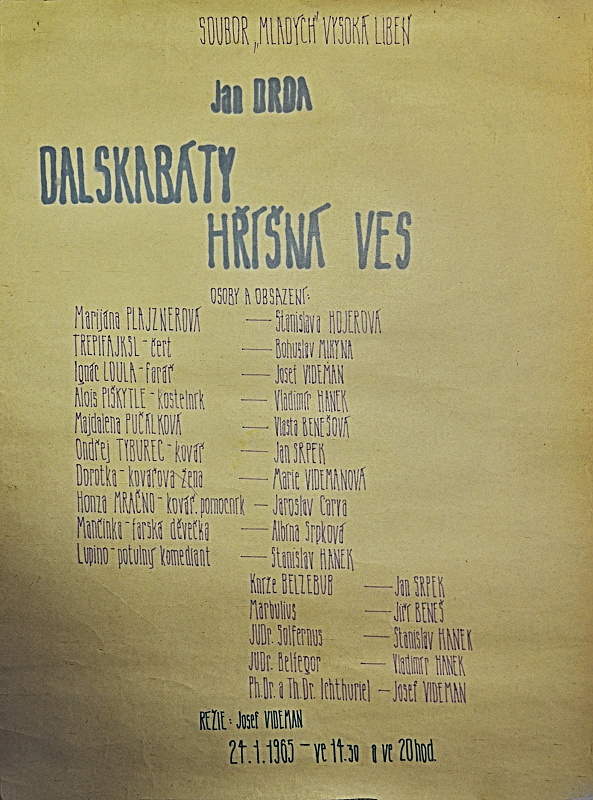 SOUBOR „MLADÝCH" VYSOKÁ LIBEŇ
Jan DRDA
DALSKABÁTY
HŘÍŠNÁ VES
OSOBY A OBSAZENÍ:
Marijána PLAJZNEROVÁ — Stanislava HOJEROVÁ
TREPIFAJKSL - čert — Bohuslav MIKYNA
Ignác LOULA - farář — Josef VIDEMAN
Alois PIŠKYTLE - kostelník — Vladimír HANEK
Majdalena PUČÁLKOVÁ — Vlasta BENEŠOVÁ
Ondřej TYBUREC - kovář — Jan SRPEK
Dorotka - kovářova žena — Marie VIDEMANOVÁ
Honza MRAČNO - kovář. pomocník — Jaroslav Carva
Mančinka - farská děvečka — Albína Srpková
Lupino - potulný komediant — Stanislav HANEK
Kníže BELZEBUB — Jan SRPEK
Marbulius — Jiří BENEŠ
JUDr. Solfernus — Stanislav HANEK
JUDr. Belfegor — Vladimír HANEK
Ph.Dr. a Th.Dr. Ichthuriel — Josef VIDEMAN
REŽIE: Josef VIDEMAN
24.1.1965 - ve 14.30 a ve 20 hod.